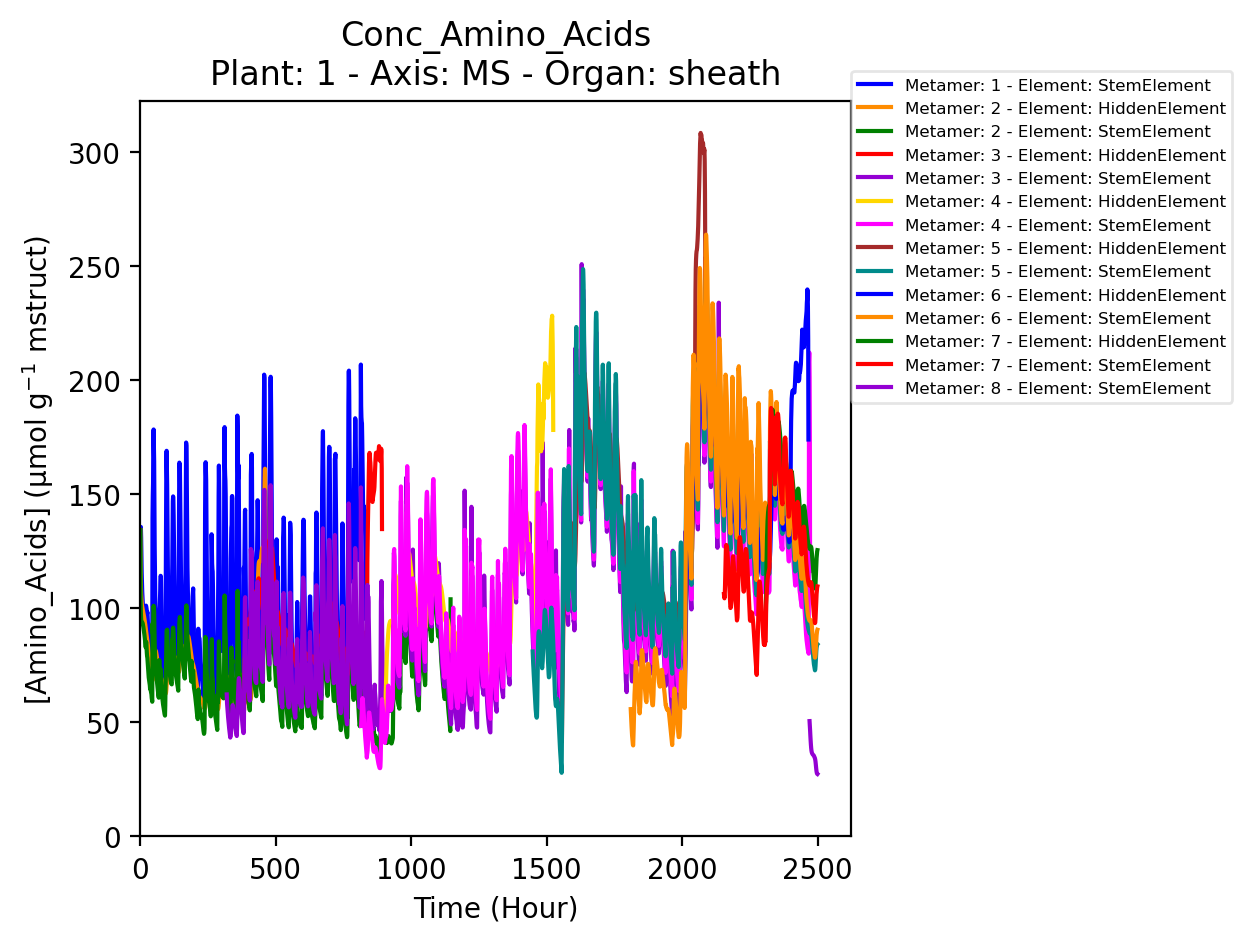 Conc_Amino_Acids
Plant: 1 - Axis: MS - Organ: sheath
[Amino_Acids] (µmol g⁻¹ mstruct)
300
250
200
150
100
50
0
0 500 1000 1500 2000 2500
Time (Hour)
Metamer: 1 - Element: StemElement
Metamer: 2 - Element: HiddenElement
Metamer: 2 - Element: StemElement
Metamer: 3 - Element: HiddenElement
Metamer: 3 - Element: StemElement
Metamer: 4 - Element: HiddenElement
Metamer: 4 - Element: StemElement
Metamer: 5 - Element: HiddenElement
Metamer: 5 - Element: StemElement
Metamer: 6 - Element: HiddenElement
Metamer: 6 - Element: StemElement
Metamer: 7 - Element: HiddenElement
Metamer: 7 - Element: StemElement
Metamer: 8 - Element: StemElement